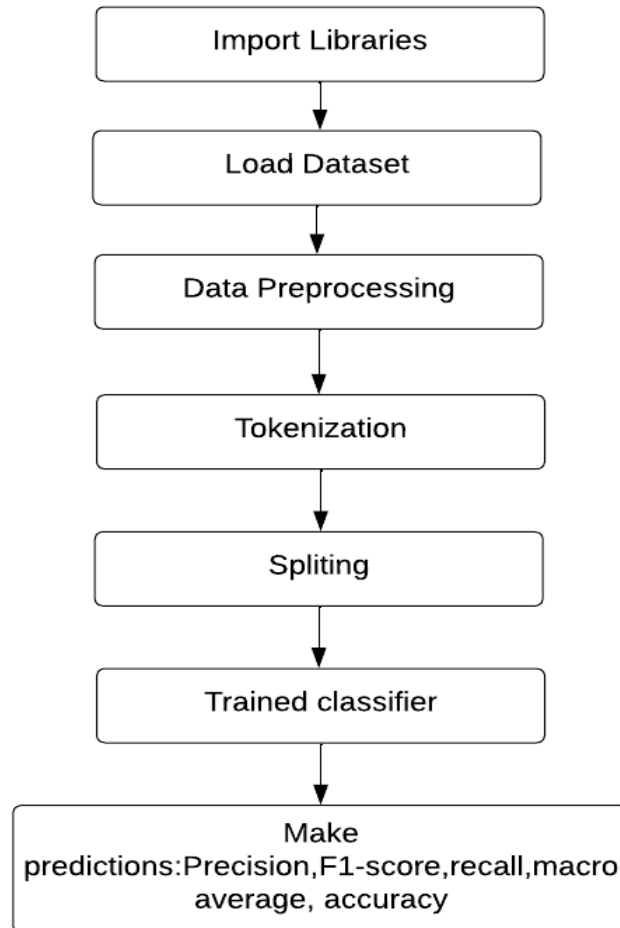 Import Libraries
Load Dataset
Data Preprocessing
Tokenization
Spliting
Trained classifier
Make
predictions:Precision,F1-score,recall,macro
average, accuracy